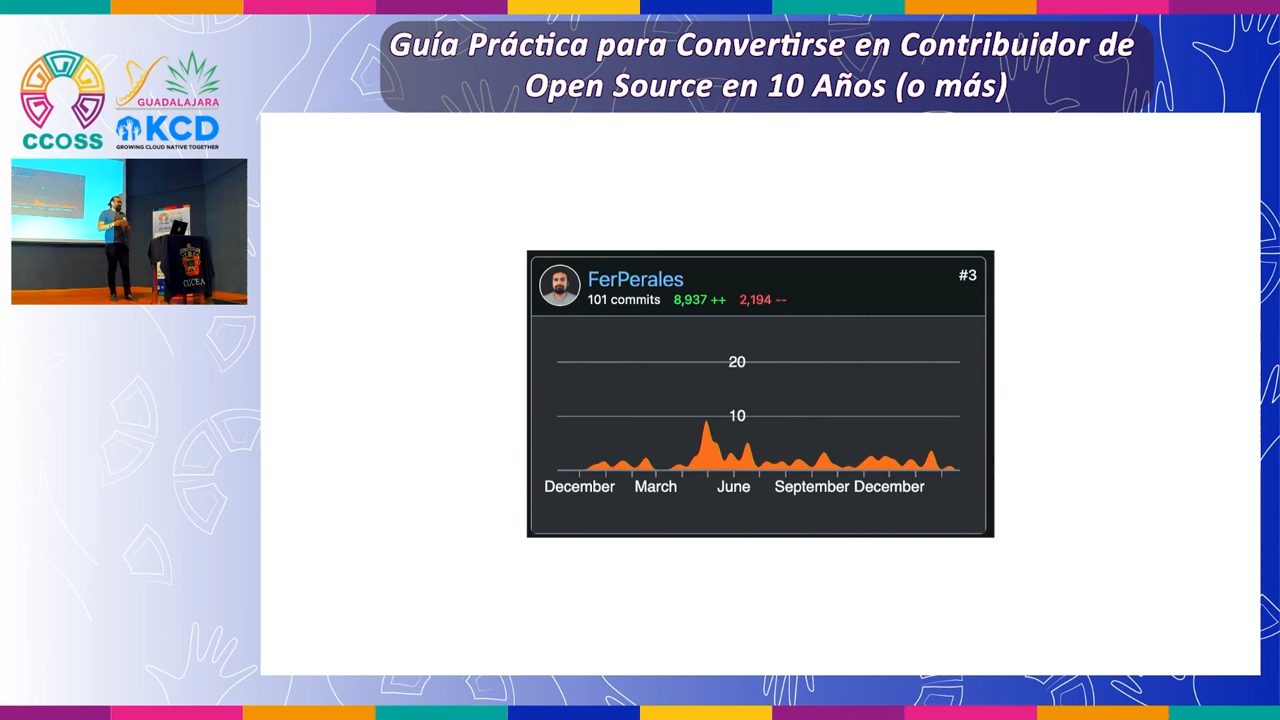 Guía Práctica para Convertirse en Contribuidor de
Open Source en 10 Años (o más)
CCOSS
GUADALAJARA
KCD
GROWING CLOUD NATIVE TOGETHER
CUCEA
FerPerales
#3
101 commits 8,937 ++ 2,194 --
20
10
December March June September December